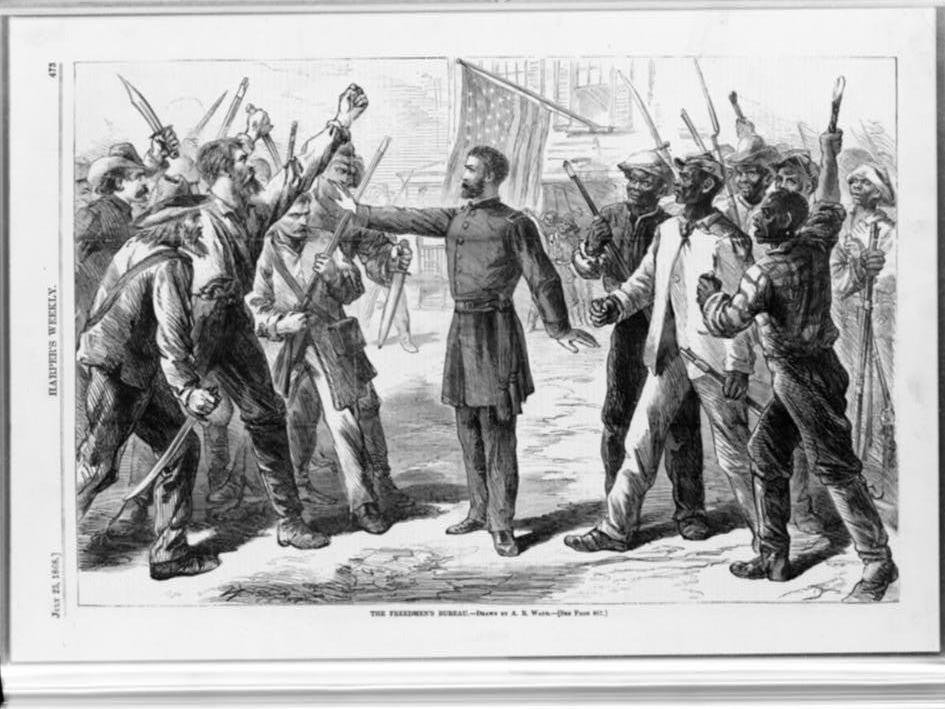 473
HARPER'S WEEKLY.
JULY 25, 1868.]
THE FREEDMEN'S BUREAU.—DRAWN BY A. R. WAUD.—[SEE PAGE